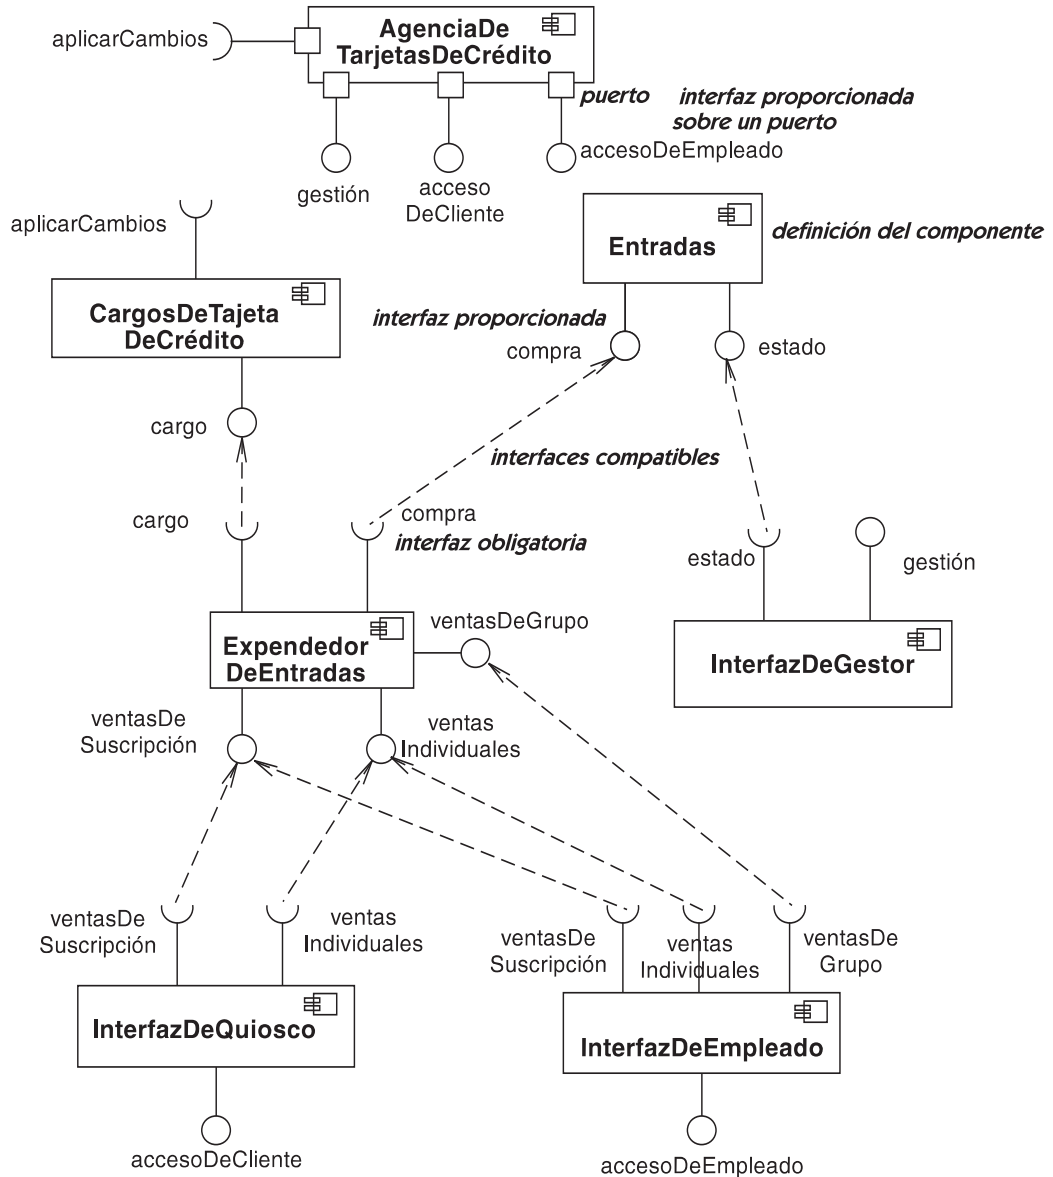 aplicarCambios
AgenciaDe
TarjetasDeCrédito
puerto
interfaz proporcionada
sobre un puerto
gestión
acceso
DeCliente
accesoDeEmpleado
aplicarCambios
Entradas
definición del componente
CargosDeTajeta
DeCrédito
interfaz proporcionada
compra
estado
cargo
interfaces compatibles
cargo
compra
interfaz obligatoria
estado
gestión
Expendedor
DeEntradas
ventasDeGrupo
InterfazDeGestor
ventasDe
Suscripción
ventas
Individuales
ventasDe
Suscripción
ventas
Individuales
ventasDe
Suscripción
ventas
Individuales
ventasDe
Grupo
InterfazDeQuiosco
InterfazDeEmpleado
accesoDeCliente
accesoDeEmpleado